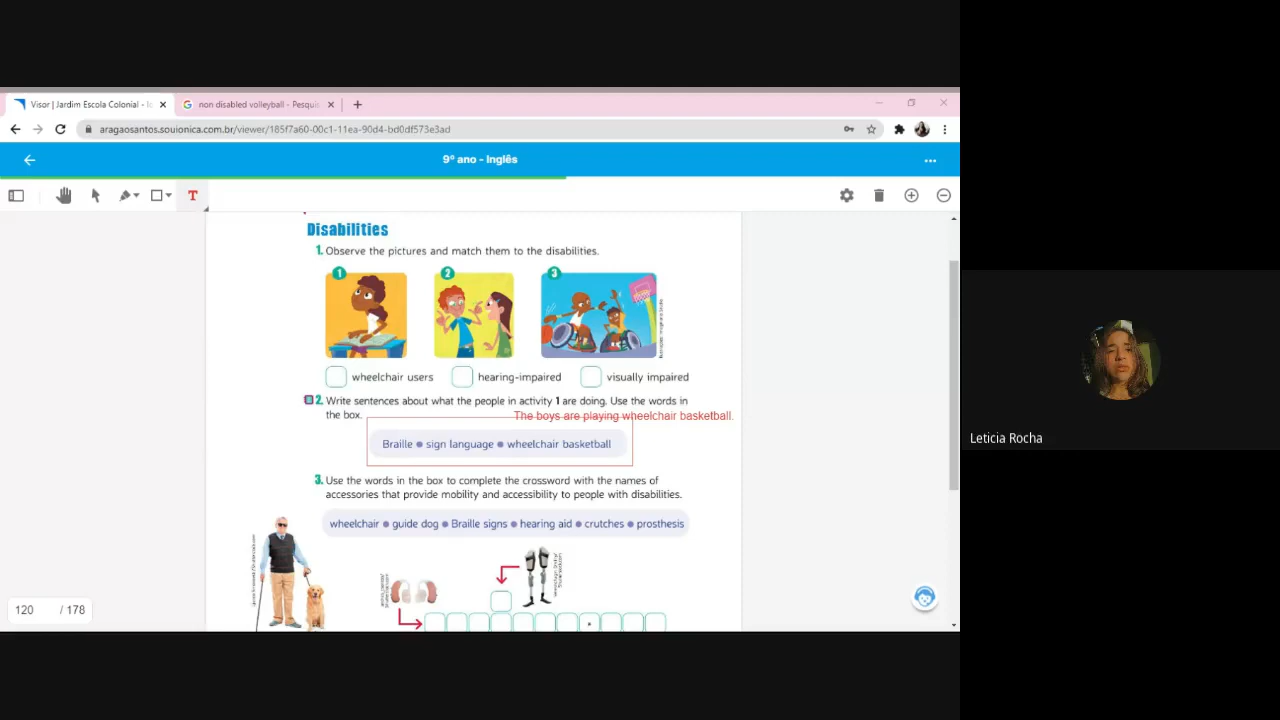 Visor | Jardim Escola Colonial - Io
non disabled volleyball - Pesquis
aragaosantos.souionica.com.br/viewer/185f7a60-00c1-11ea-90d4-bd0df573e3ad
9º ano - Inglês
T
Disabilities
1. Observe the pictures and match them to the disabilities.
1
2
3
wheelchair users
hearing-impaired
visually impaired
2. Write sentences about what the people in activity 1 are doing. Use the words in
the box.
The boys are playing wheelchair basketball.
Braille ● sign language ● wheelchair basketball
3. Use the words in the box to complete the crossword with the names of
accessories that provide mobility and accessibility to people with disabilities.
wheelchair ● guide dog ● Braille signs ● hearing aid ● crutches ● prosthesis
120 / 178
Leticia Rocha